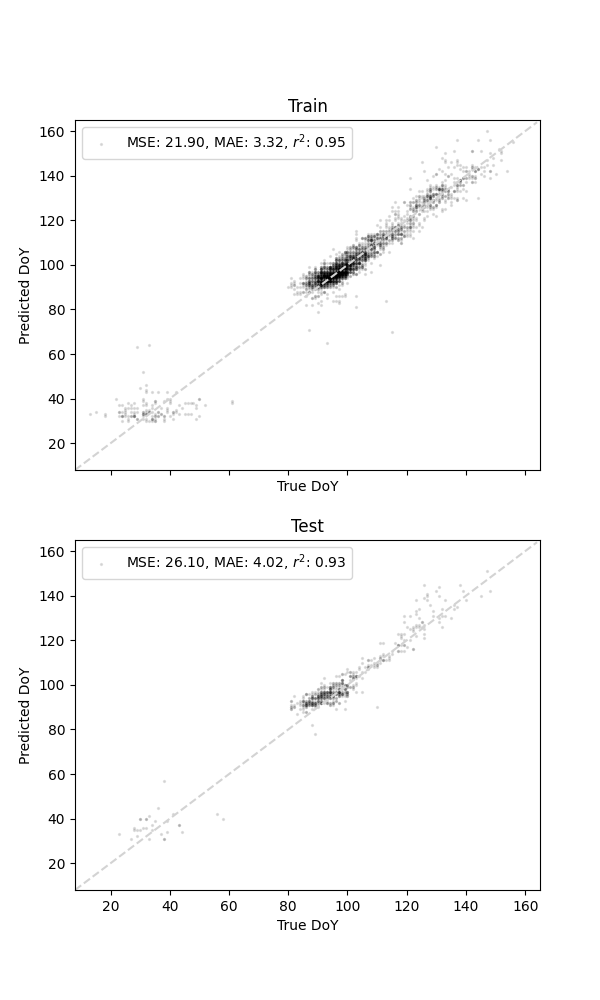 Train
MSE: 21.90, MAE: 3.32, r²: 0.95
160
140
120
100
80
60
40
20
Predicted DoY
True DoY
Test
MSE: 26.10, MAE: 4.02, r²: 0.93
160
140
120
100
80
60
40
20
Predicted DoY
20 40 60 80 100 120 140 160
True DoY